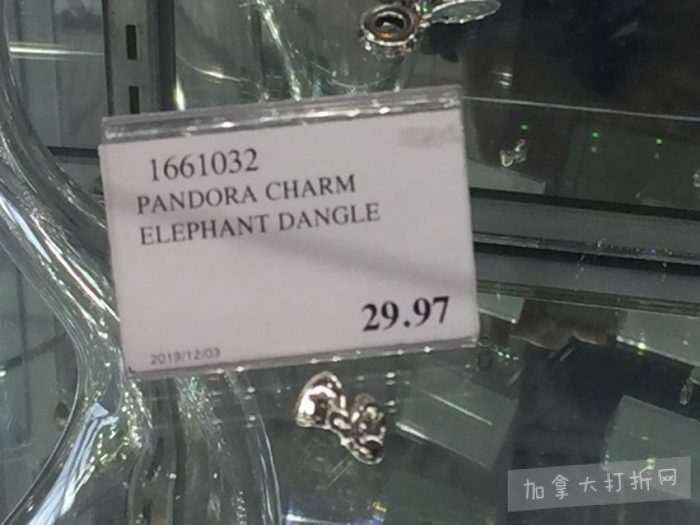 1661032
PANDORA CHARM
ELEPHANT DANGLE
29.97
2019/12/03
加拿大打折网